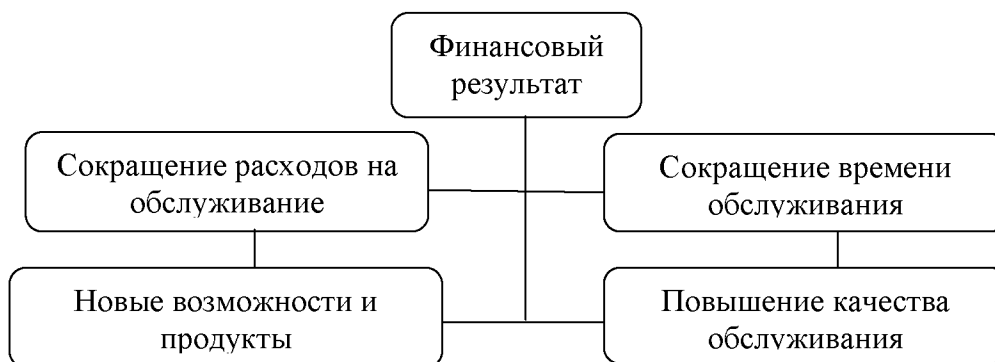 Финансовый
результат
Сокращение расходов на
обслуживание
Сокращение времени
обслуживания
Новые возможности и
продукты
Повышение качества
обслуживания